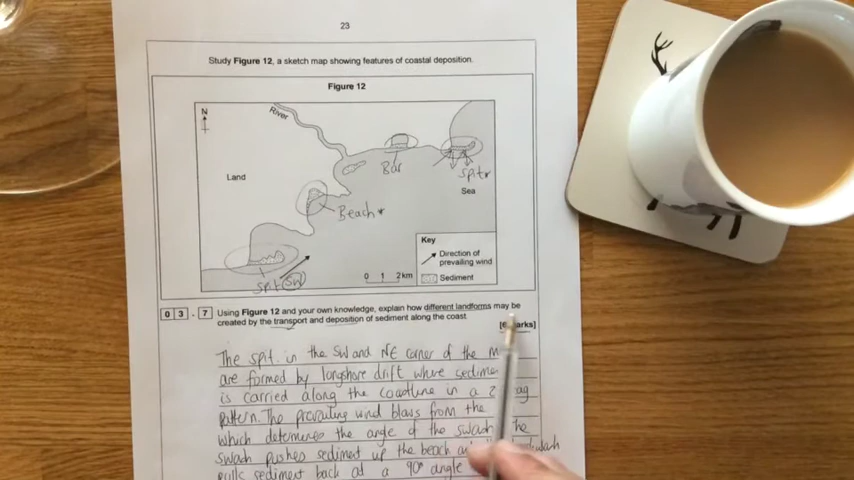 23
Study Figure 12, a sketch map showing features of coastal deposition.
Figure 12
N
River
Land
Bar
Spit*
Sea
Beach*
Spit
SW
Key
Direction of
prevailing wind
Sediment
0 1 2km
0 3 . 7 Using Figure 12 and your own knowledge, explain how different landforms may be
created by the transport and deposition of sediment along the coast.
[6 marks]
The spit in the SW and NE corner of the
are formed by longshore drift where
is carried along the coastline in a
pattern. The prevailing wind blows from the
which determines the angle of the swash. The
swash pushes sediment up the beach
pulls sediment back at a 90° angle